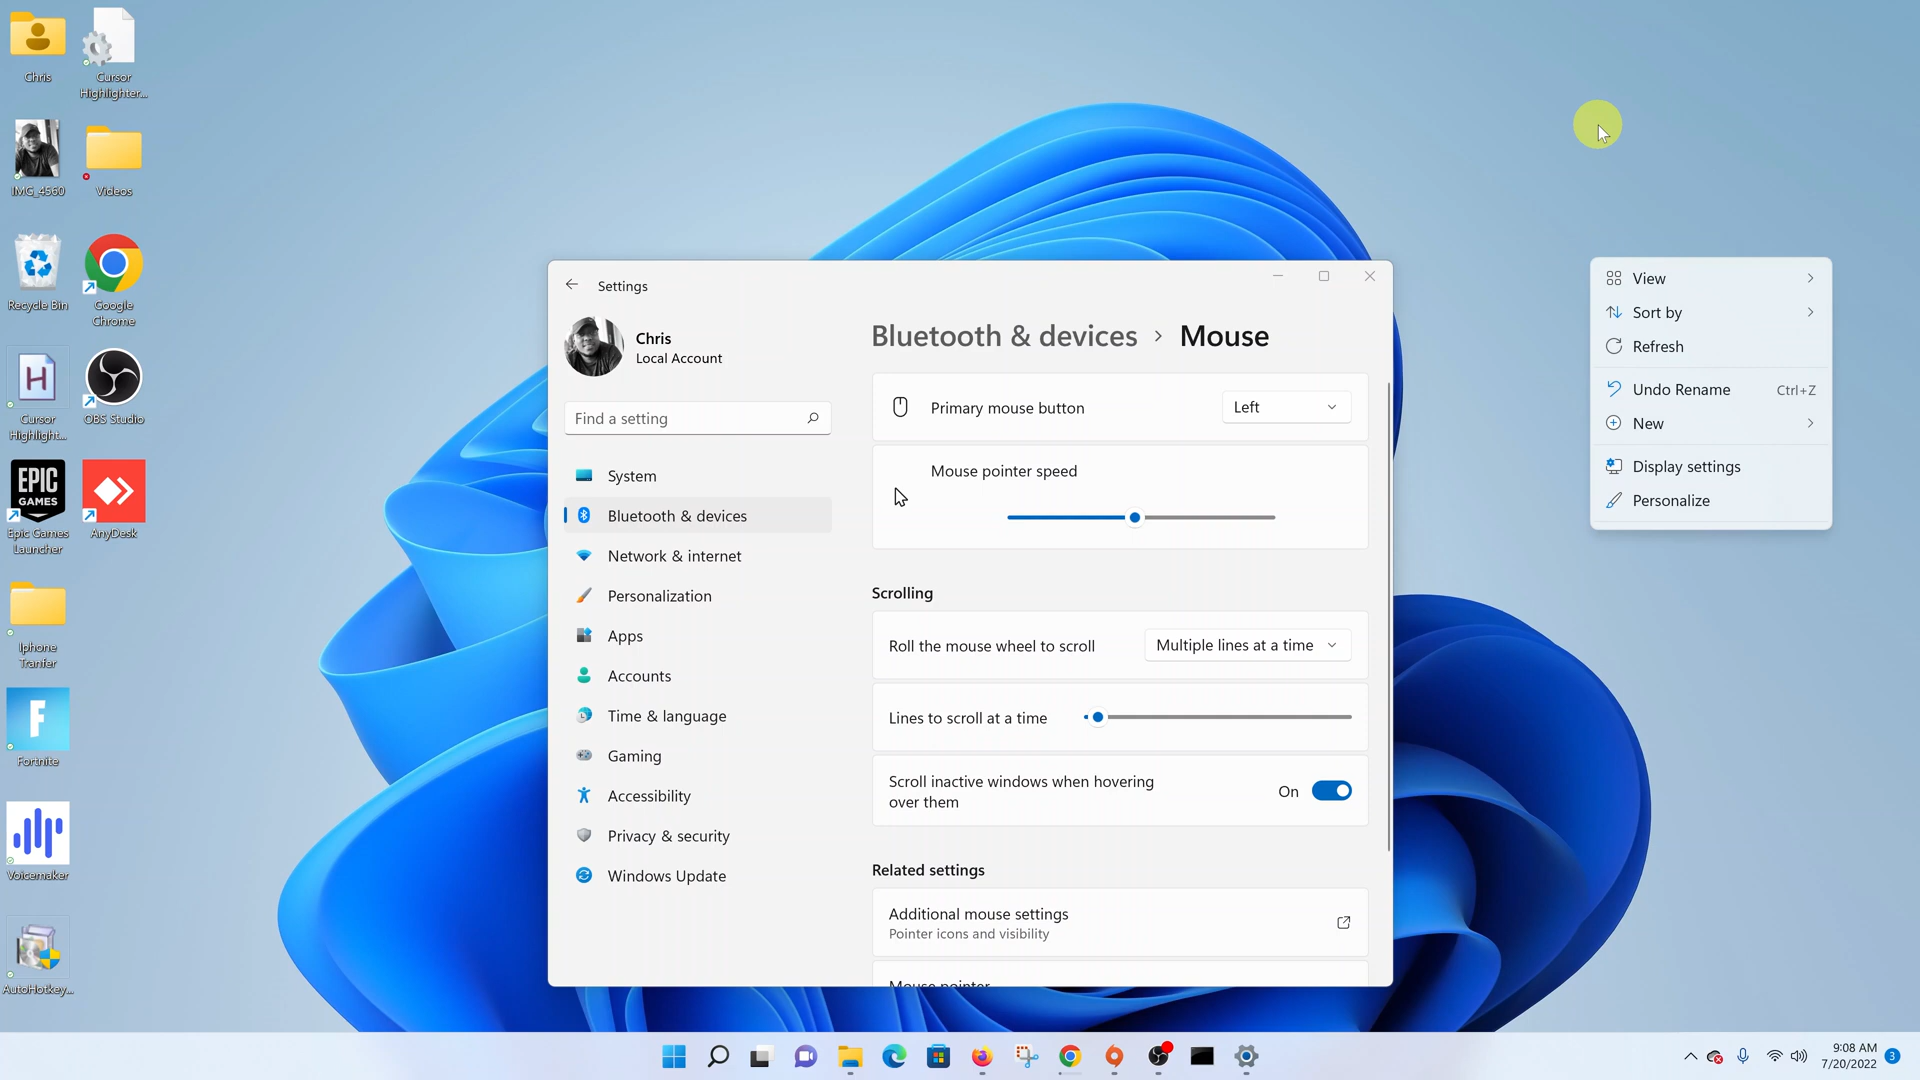 Chris
Cursor
Highlighter...
IMG_4560
Videos
Recycle Bin
Google
Chrome
H
Cursor
Highlight...
OBS Studio
EPIC
GAMES
Epic Games
Launcher
AnyDesk
Iphone
Tranfer
F
Fortnite
Voicemaker
AutoHotkey...
Settings
Chris
Local Account
Find a setting
System
Bluetooth & devices
Network & internet
Personalization
Apps
Accounts
Time & language
Gaming
Accessibility
Privacy & security
Windows Update
Bluetooth & devices > Mouse
Primary mouse button
Left
Mouse pointer speed
Scrolling
Roll the mouse wheel to scroll
Multiple lines at a time
Lines to scroll at a time
Scroll inactive windows when hovering
over them
On
Related settings
Additional mouse settings
Pointer icons and visibility
Mouse pointer
View
Sort by
Refresh
Undo Rename Ctrl+Z
New
Display settings
Personalize
9:08 AM
7/20/2022
3